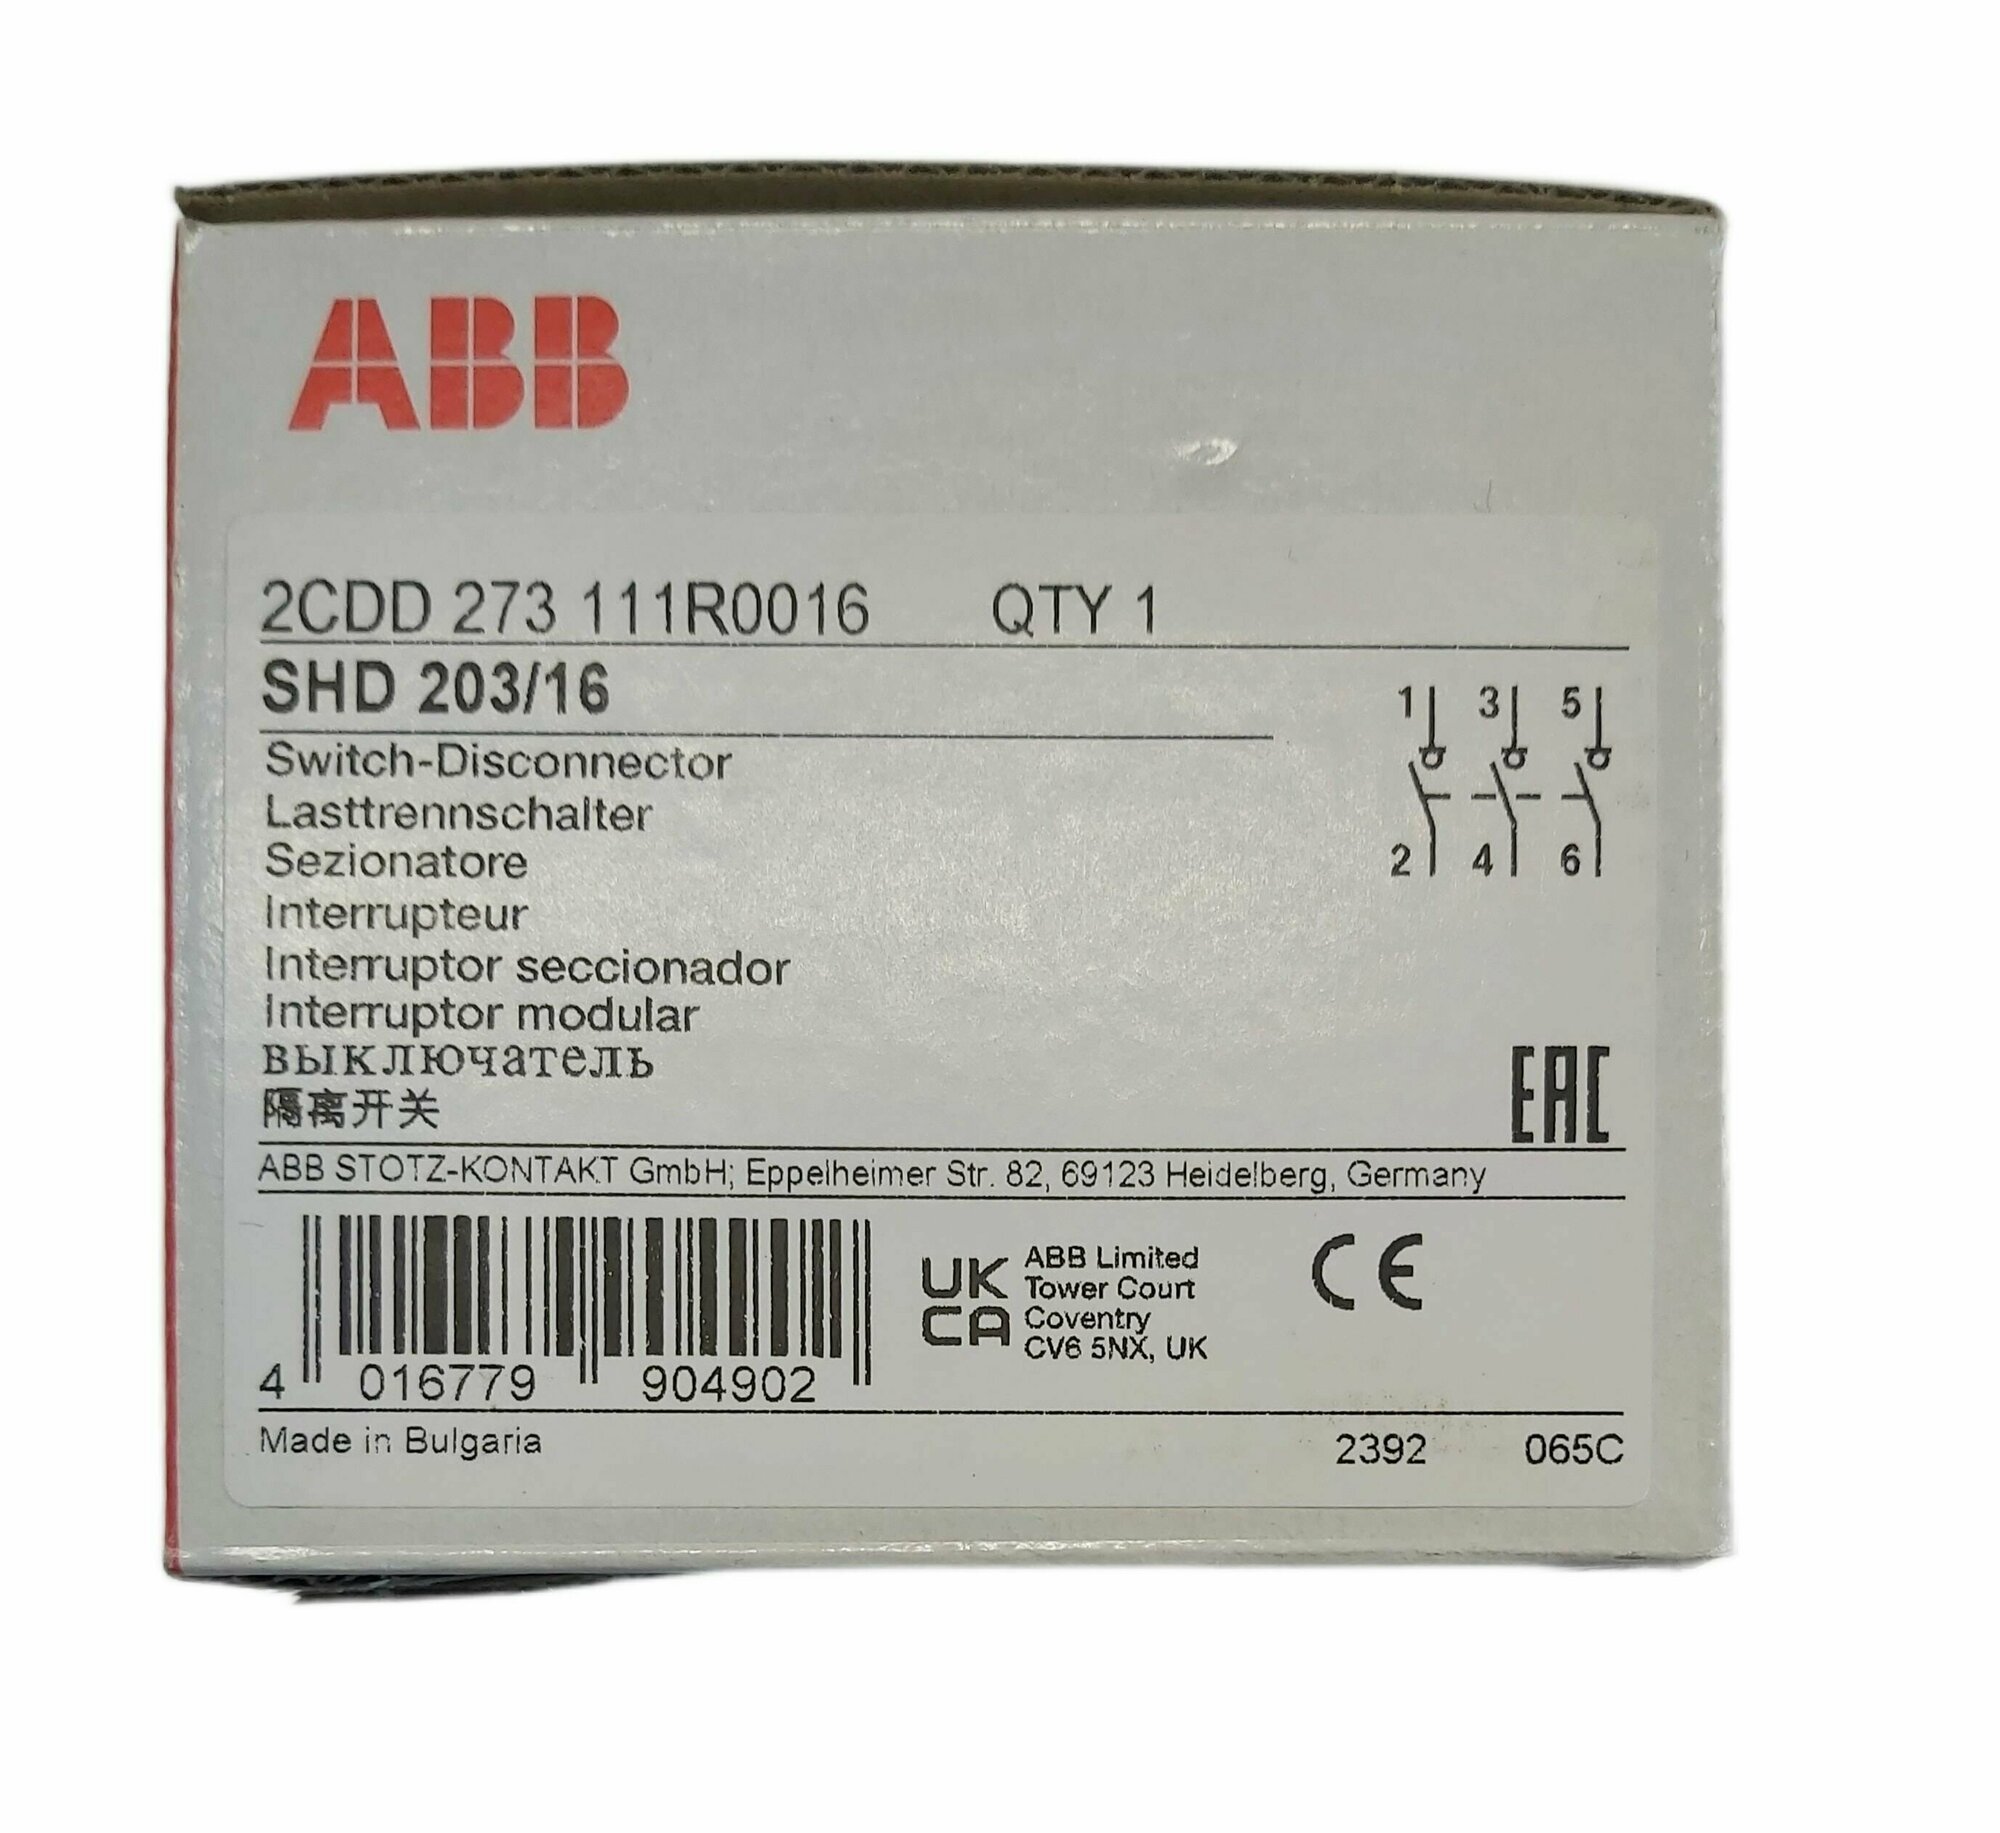 ABB
2CDD 273 111R0016 QTY 1
SHD 203/16
1 3 5
Switch-Disconnector
Lasttrennschalter
Sezionatore
2 4 6
Interrupteur
Interruptor seccionador
Interruptor modular
выключатель
隔离开关
EAC
ABB STOTZ-KONTAKT GmbH; Eppelheimer Str. 82, 69123 Heidelberg, Germany
UK
CA
ABB Limited
Tower Court
Coventry
CV6 5NX, UK
CE
4 016779 904902
Made in Bulgaria 2392 065C